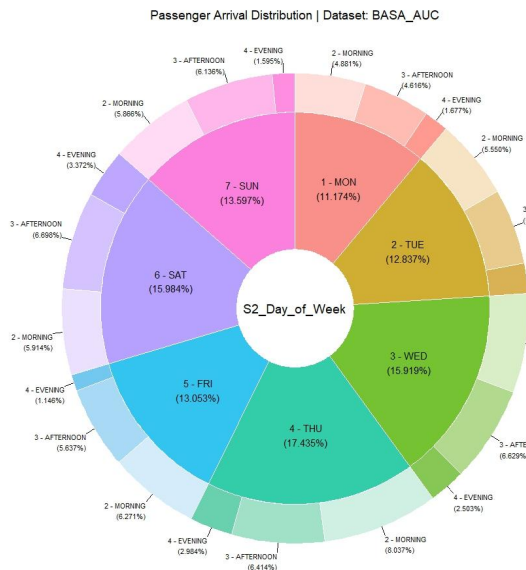 Passenger Arrival Distribution | Dataset: BASA_AUC
4 - EVENING
(1.595%)
2 - MORNING
(4.881%)
3 - AFTERNOON
(6.136%)
3 - AFTERNOON
(4.616%)
4 - EVENING
(1.677%)
2 - MORNING
(5.866%)
2 - MORNING
(5.550%)
4 - EVENING
(3.372%)
7 - SUN
(13.597%)
1 - MON
(11.174%)
3
3 - AFTERNOON
(6.698%)
2 - TUE
(12.837%)
6 - SAT
(15.984%)
S2_Day_of_Week
2 - MORNING
(5.914%)
3 - WED
(15.919%)
5 - FRI
(13.053%)
4 - EVENING
(1.146%)
4 - THU
(17.435%)
3 - AFTERNOON
(5.637%)
3 - AFTE
(6.629%
2 - MORNING
(6.271%)
4 - EVENING
(2.503%)
4 - EVENING
(2.984%)
2 - MORNING
(8.037%)
3 - AFTERNOON
(6.414%)